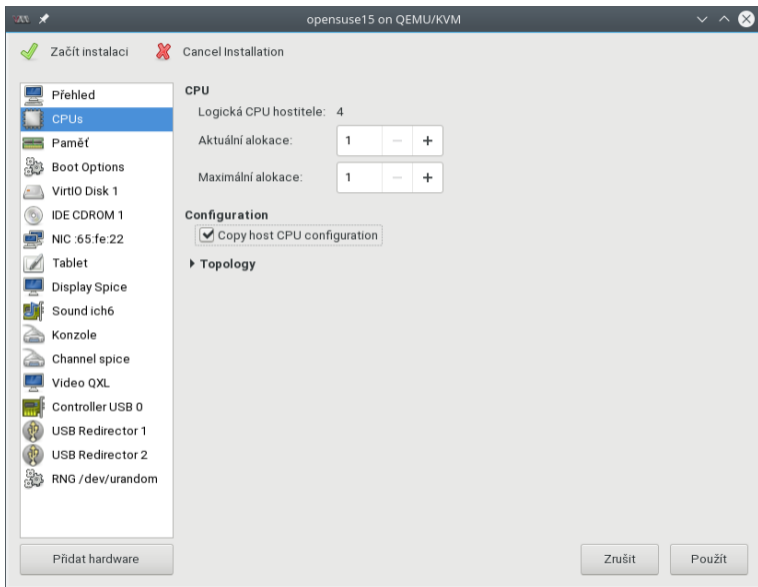 opensuse15 on QEMU/KVM
Začít instalaci Cancel Installation
Přehled
CPUs
Paměť
Boot Options
VirtIO Disk 1
IDE CDROM 1
NIC :65:fe:22
Tablet
Display Spice
Sound ich6
Konzole
Channel spice
Video QXL
Controller USB 0
USB Redirector 1
USB Redirector 2
RNG /dev/urandom
Přidat hardware
CPU
Logická CPU hostitele: 4
Aktuální alokace: 1 − +
Maximální alokace: 1 − +
Configuration
Copy host CPU configuration
Topology
Zrušit Použít